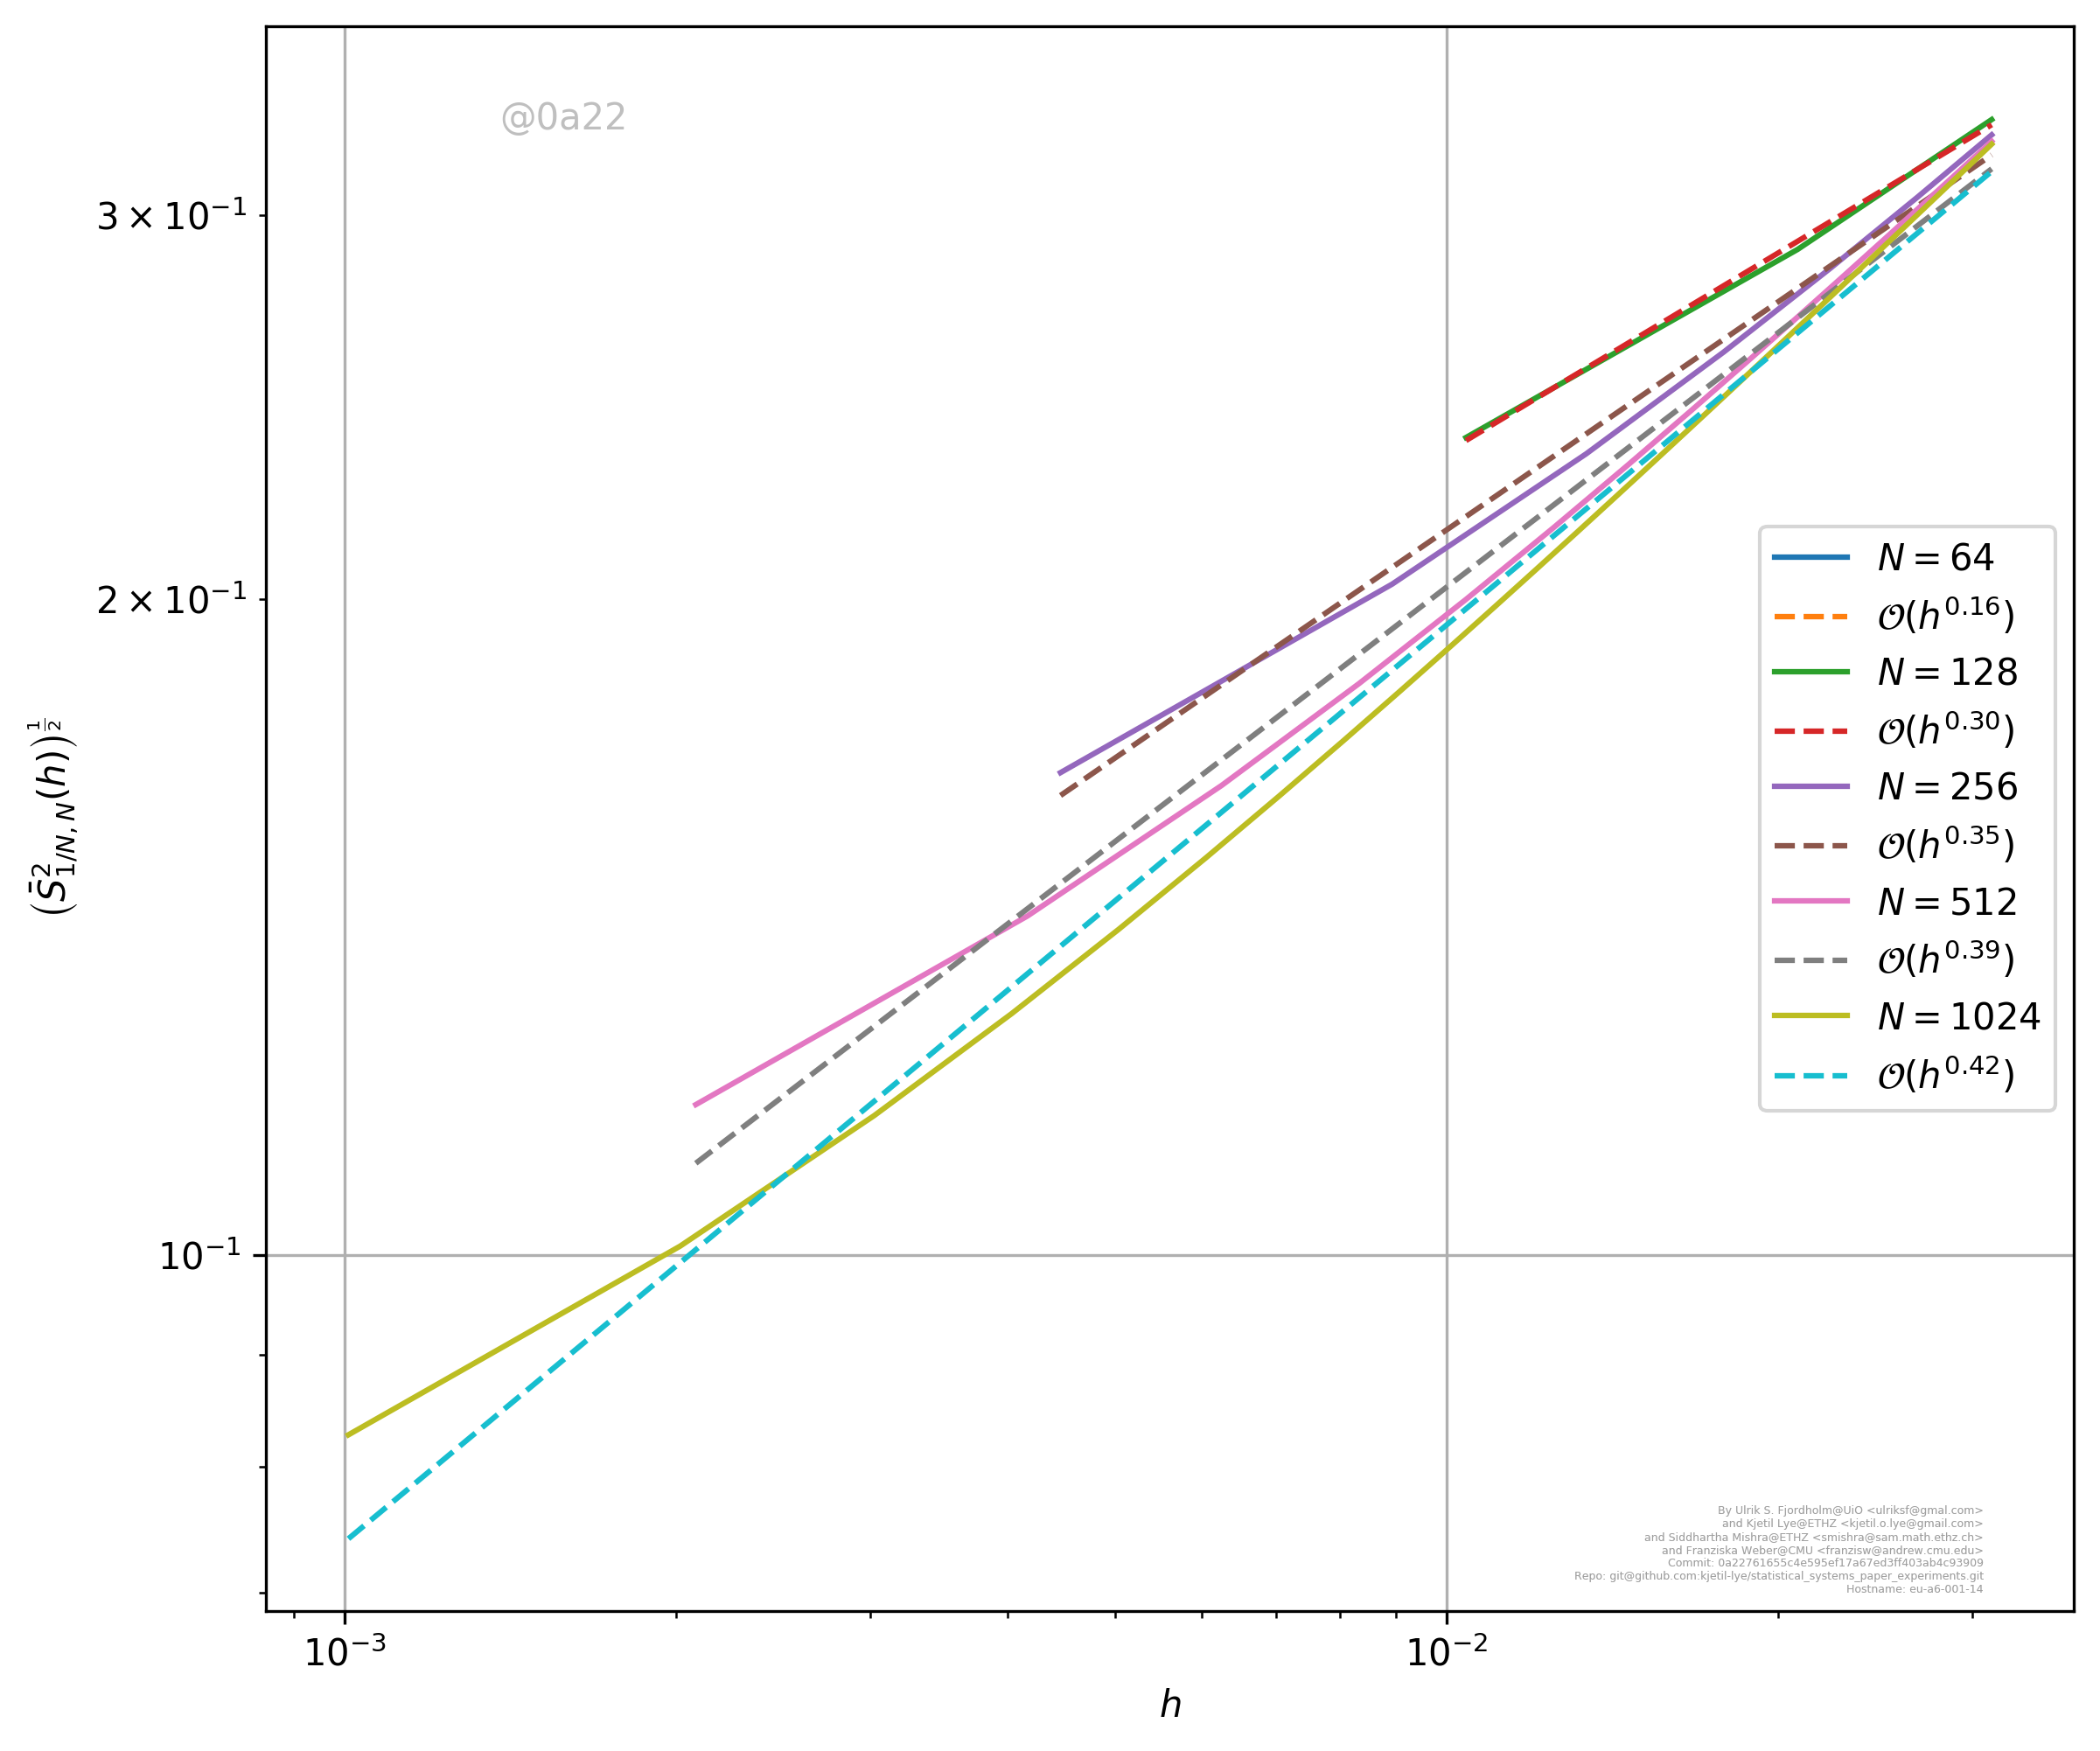 @0a22
3 × 10⁻¹
2 × 10⁻¹
10⁻¹
(S̄²_{1/N, N}(h))^{1/2}
N = 64
𝒪(h^{0.16})
N = 128
𝒪(h^{0.30})
N = 256
𝒪(h^{0.35})
N = 512
𝒪(h^{0.39})
N = 1024
𝒪(h^{0.42})
By Ulrik S. Fjordholm@UiO <ulriksf@gmal.com>
and Kjetil Lye@ETHZ <kjetil.o.lye@gmail.com>
and Siddhartha Mishra@ETHZ <smishra@sam.math.ethz.ch>
and Franziska Weber@CMU <franzisw@andrew.cmu.edu>
Commit: 0a22761655c4e595ef17a67ed3ff403ab4c93909
Repo: git@github.com:kjetil-lye/statistical_systems_paper_experiments.git
Hostname: eu-a6-001-14
10⁻³
10⁻²
h